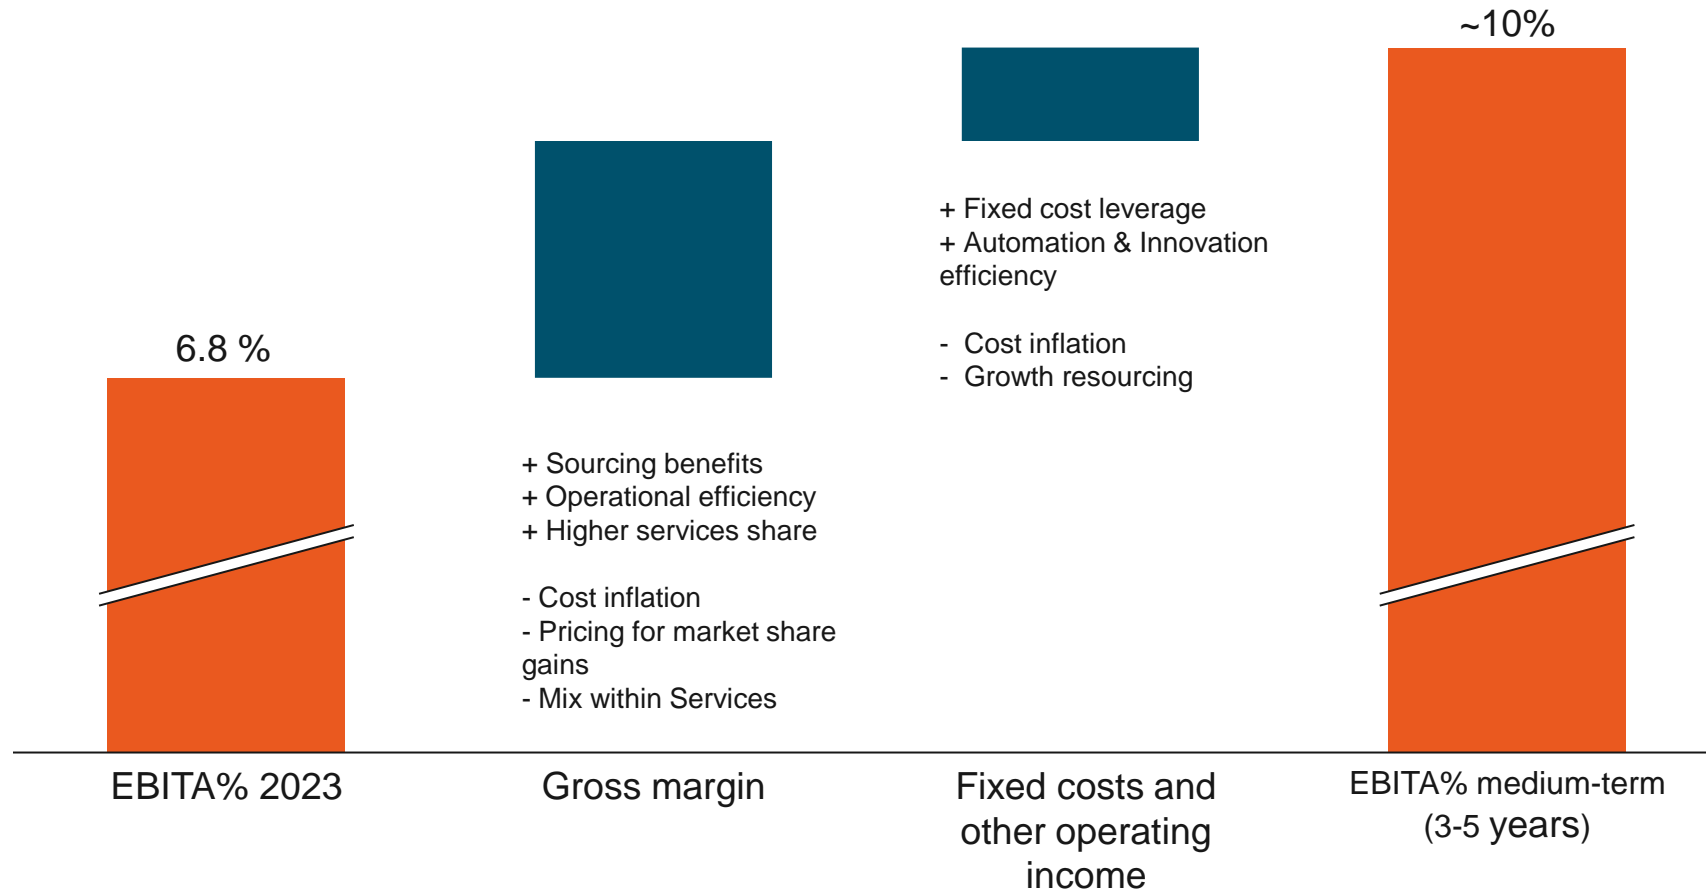 ~10%
6.8 %
+ Fixed cost leverage
+ Automation & Innovation
efficiency
-  Cost inflation
-  Growth resourcing
+ Sourcing benefits
+ Operational efficiency
+ Higher services share
- Cost inflation
- Pricing for market share
gains
- Mix within Services
EBITA% 2023
Gross margin
Fixed costs and
other operating
income
EBITA% medium-term
(3-5 years)